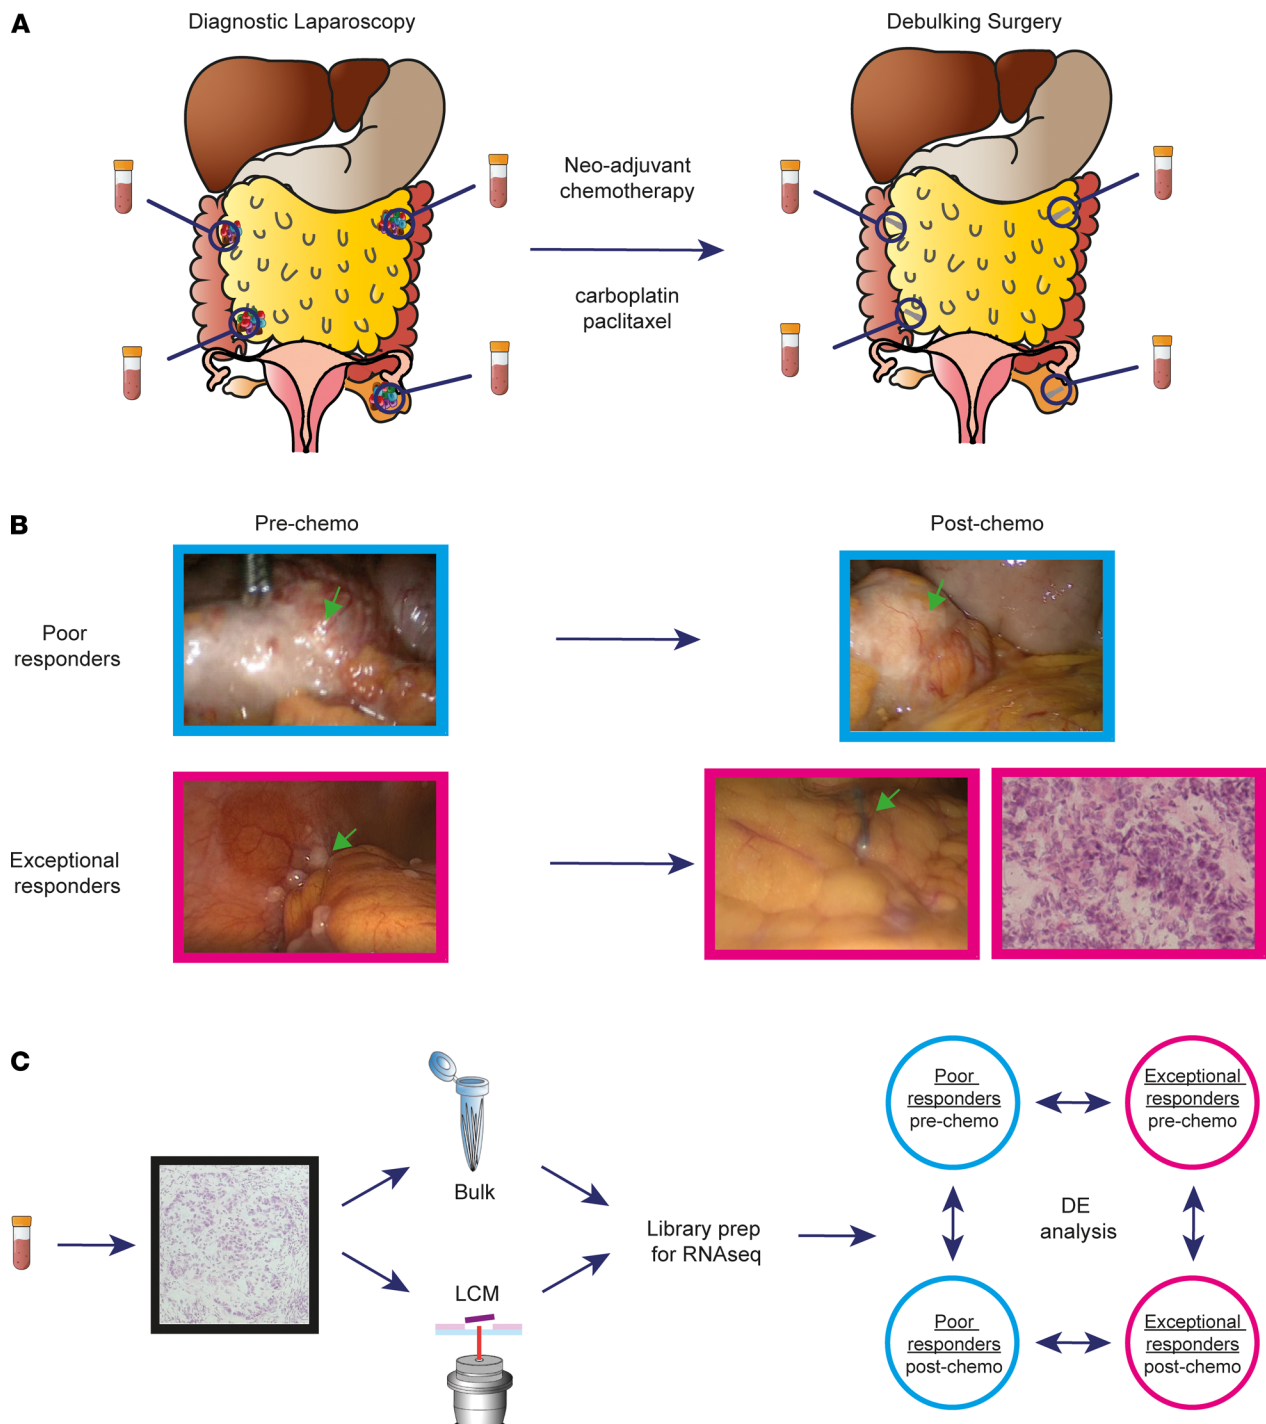 A
Diagnostic Laparoscopy
Debulking Surgery
Neo-adjuvant
chemotherapy
carboplatin
paclitaxel
B
Pre-chemo
Post-chemo
Poor
responders
Exceptional
responders
C
Bulk
LCM
Library prep
for RNAseq
Poor
responders
pre-chemo
Exceptional
responders
pre-chemo
DE
analysis
Poor
responders
post-chemo
Exceptional
responders
post-chemo